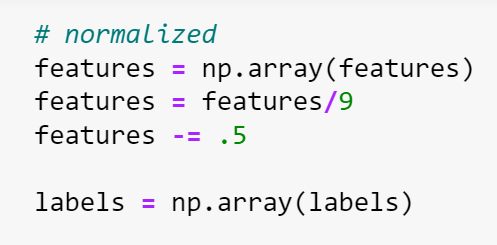 # normalized
features = np.array(features)
features = features/9
features -= .5
labels = np.array(labels)